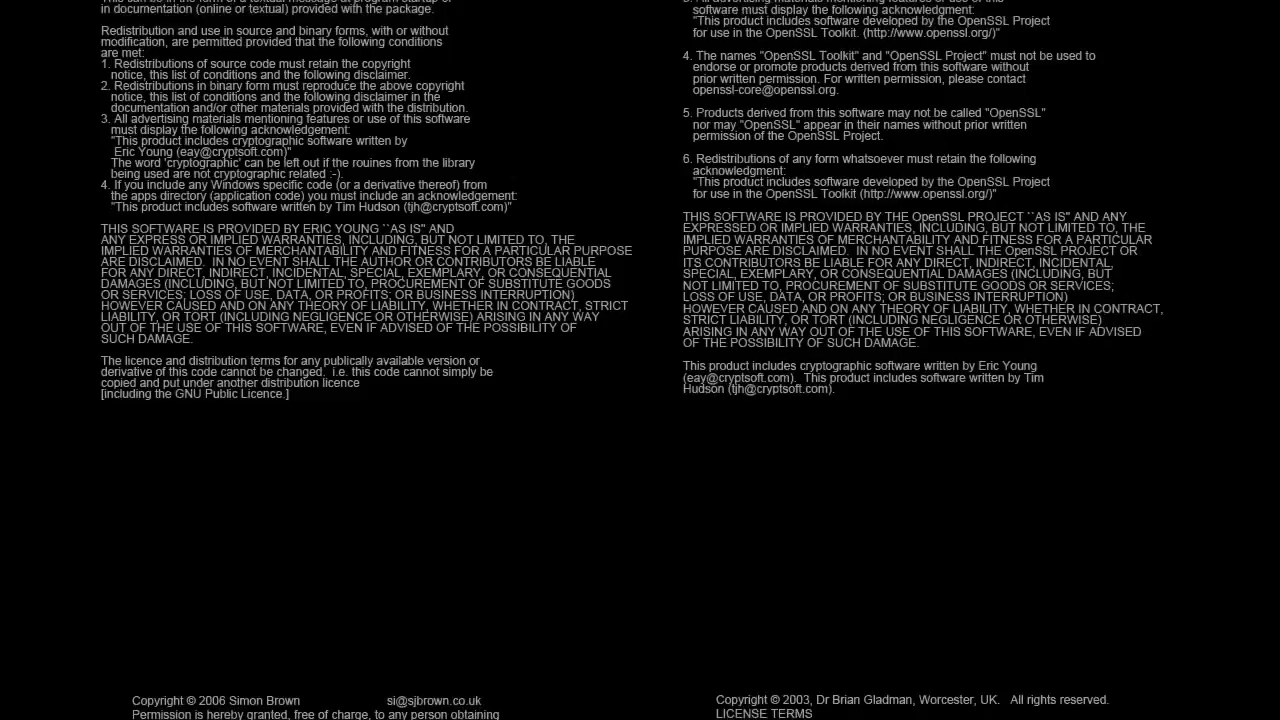 This can be in the form of a textual message at program startup or
in documentation (online or textual) provided with the package.
Redistribution and use in source and binary forms, with or without
modification, are permitted provided that the following conditions
are met:
1. Redistributions of source code must retain the copyright
notice, this list of conditions and the following disclaimer.
2. Redistributions in binary form must reproduce the above copyright
notice, this list of conditions and the following disclaimer in the
documentation and/or other materials provided with the distribution.
3. All advertising materials mentioning features or use of this software
must display the following acknowledgement:
"This product includes cryptographic software written by
Eric Young (eay@cryptsoft.com)"
The word 'cryptographic' can be left out if the rouines from the library
being used are not cryptographic related :-).
4. If you include any Windows specific code (or a derivative thereof) from
the apps directory (application code) you must include an acknowledgement:
"This product includes software written by Tim Hudson (tjh@cryptsoft.com)"
THIS SOFTWARE IS PROVIDED BY ERIC YOUNG ``AS IS'' AND
ANY EXPRESS OR IMPLIED WARRANTIES, INCLUDING, BUT NOT LIMITED TO, THE
IMPLIED WARRANTIES OF MERCHANTABILITY AND FITNESS FOR A PARTICULAR PURPOSE
ARE DISCLAIMED.  IN NO EVENT SHALL THE AUTHOR OR CONTRIBUTORS BE LIABLE
FOR ANY DIRECT, INDIRECT, INCIDENTAL, SPECIAL, EXEMPLARY, OR CONSEQUENTIAL
DAMAGES (INCLUDING, BUT NOT LIMITED TO, PROCUREMENT OF SUBSTITUTE GOODS
OR SERVICES; LOSS OF USE, DATA, OR PROFITS; OR BUSINESS INTERRUPTION)
HOWEVER CAUSED AND ON ANY THEORY OF LIABILITY, WHETHER IN CONTRACT, STRICT
LIABILITY, OR TORT (INCLUDING NEGLIGENCE OR OTHERWISE) ARISING IN ANY WAY
OUT OF THE USE OF THIS SOFTWARE, EVEN IF ADVISED OF THE POSSIBILITY OF
SUCH DAMAGE.
The licence and distribution terms for any publically available version or
derivative of this code cannot be changed.  i.e. this code cannot simply be
copied and put under another distribution licence
[including the GNU Public Licence.]
3. All advertising materials mentioning features or use of this
software must display the following acknowledgment:
"This product includes software developed by the OpenSSL Project
for use in the OpenSSL Toolkit. (http://www.openssl.org/)"
4. The names "OpenSSL Toolkit" and "OpenSSL Project" must not be used to
endorse or promote products derived from this software without
prior written permission. For written permission, please contact
openssl-core@openssl.org.
5. Products derived from this software may not be called "OpenSSL"
nor may "OpenSSL" appear in their names without prior written
permission of the OpenSSL Project.
6. Redistributions of any form whatsoever must retain the following
acknowledgment:
"This product includes software developed by the OpenSSL Project
for use in the OpenSSL Toolkit (http://www.openssl.org/)"
THIS SOFTWARE IS PROVIDED BY THE OpenSSL PROJECT ``AS IS'' AND ANY
EXPRESSED OR IMPLIED WARRANTIES, INCLUDING, BUT NOT LIMITED TO, THE
IMPLIED WARRANTIES OF MERCHANTABILITY AND FITNESS FOR A PARTICULAR
PURPOSE ARE DISCLAIMED.  IN NO EVENT SHALL THE OpenSSL PROJECT OR
ITS CONTRIBUTORS BE LIABLE FOR ANY DIRECT, INDIRECT, INCIDENTAL,
SPECIAL, EXEMPLARY, OR CONSEQUENTIAL DAMAGES (INCLUDING, BUT
NOT LIMITED TO, PROCUREMENT OF SUBSTITUTE GOODS OR SERVICES;
LOSS OF USE, DATA, OR PROFITS; OR BUSINESS INTERRUPTION)
HOWEVER CAUSED AND ON ANY THEORY OF LIABILITY, WHETHER IN CONTRACT,
STRICT LIABILITY, OR TORT (INCLUDING NEGLIGENCE OR OTHERWISE)
ARISING IN ANY WAY OUT OF THE USE OF THIS SOFTWARE, EVEN IF ADVISED
OF THE POSSIBILITY OF SUCH DAMAGE.
This product includes cryptographic software written by Eric Young
(eay@cryptsoft.com).  This product includes software written by Tim
Hudson (tjh@cryptsoft.com).
Copyright © 2006 Simon Brown si@sjbrown.co.uk
Permission is hereby granted, free of charge, to any person obtaining
Copyright © 2003, Dr Brian Gladman, Worcester, UK.   All rights reserved.
LICENSE TERMS